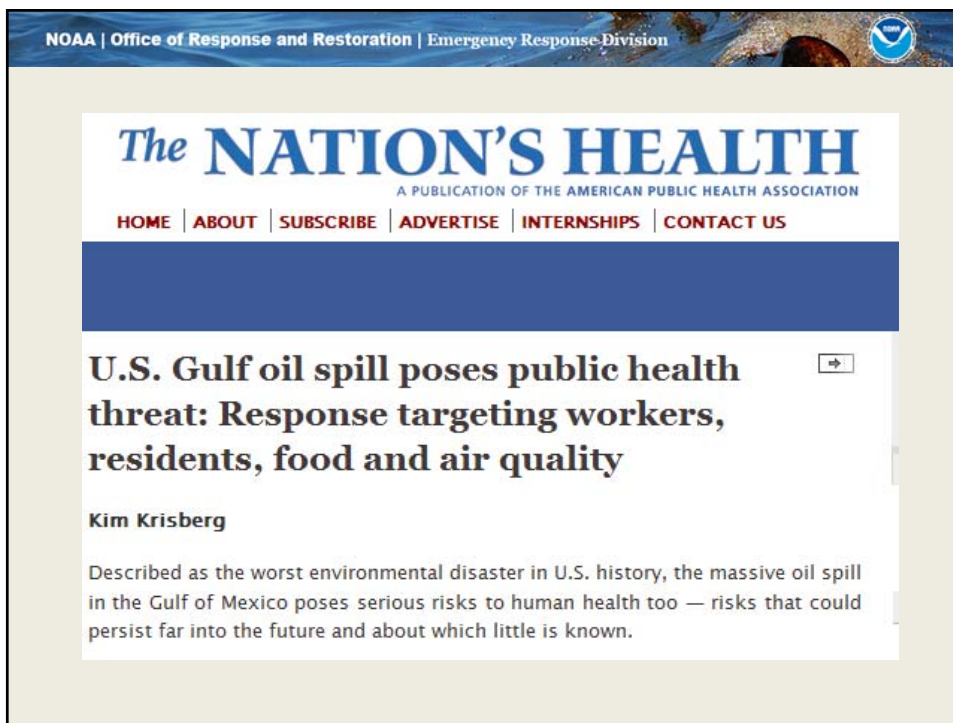 NOAA | Office of Response and Restoration | Emergency Response Division
NOAA
The NATION'S HEALTH
A PUBLICATION OF THE AMERICAN PUBLIC HEALTH ASSOCIATION
HOME | ABOUT | SUBSCRIBE | ADVERTISE | INTERNSHIPS | CONTACT US
U.S. Gulf oil spill poses public health
threat: Response targeting workers,
residents, food and air quality
Kim Krisberg
Described as the worst environmental disaster in U.S. history, the massive oil spill
in the Gulf of Mexico poses serious risks to human health too — risks that could
persist far into the future and about which little is known.